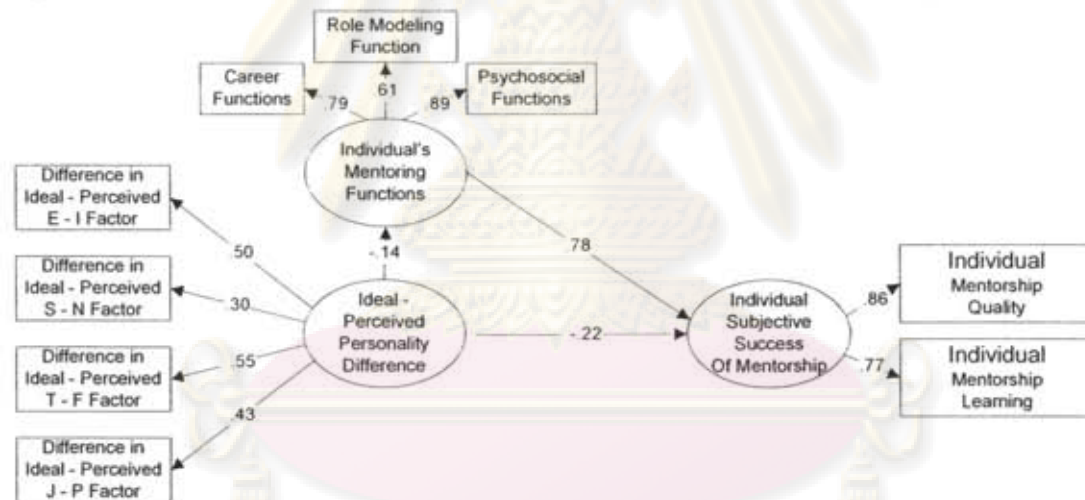 Role Modeling
Function
Career
Functions
Psychosocial
Functions
.79
.61
.89
Individual's
Mentoring
Functions
Difference in
Ideal - Perceived
E - I Factor
.50
-.14
.78
Difference in
Ideal - Perceived
S - N Factor
.30
Ideal -
Perceived
Personality
Difference
-.22
Individual
Subjective
Success
Of Mentorship
.86
Individual
Mentorship
Quality
Difference in
Ideal - Perceived
T - F Factor
.55
.77
Individual
Mentorship
Learning
.43
Difference in
Ideal - Perceived
J - P Factor